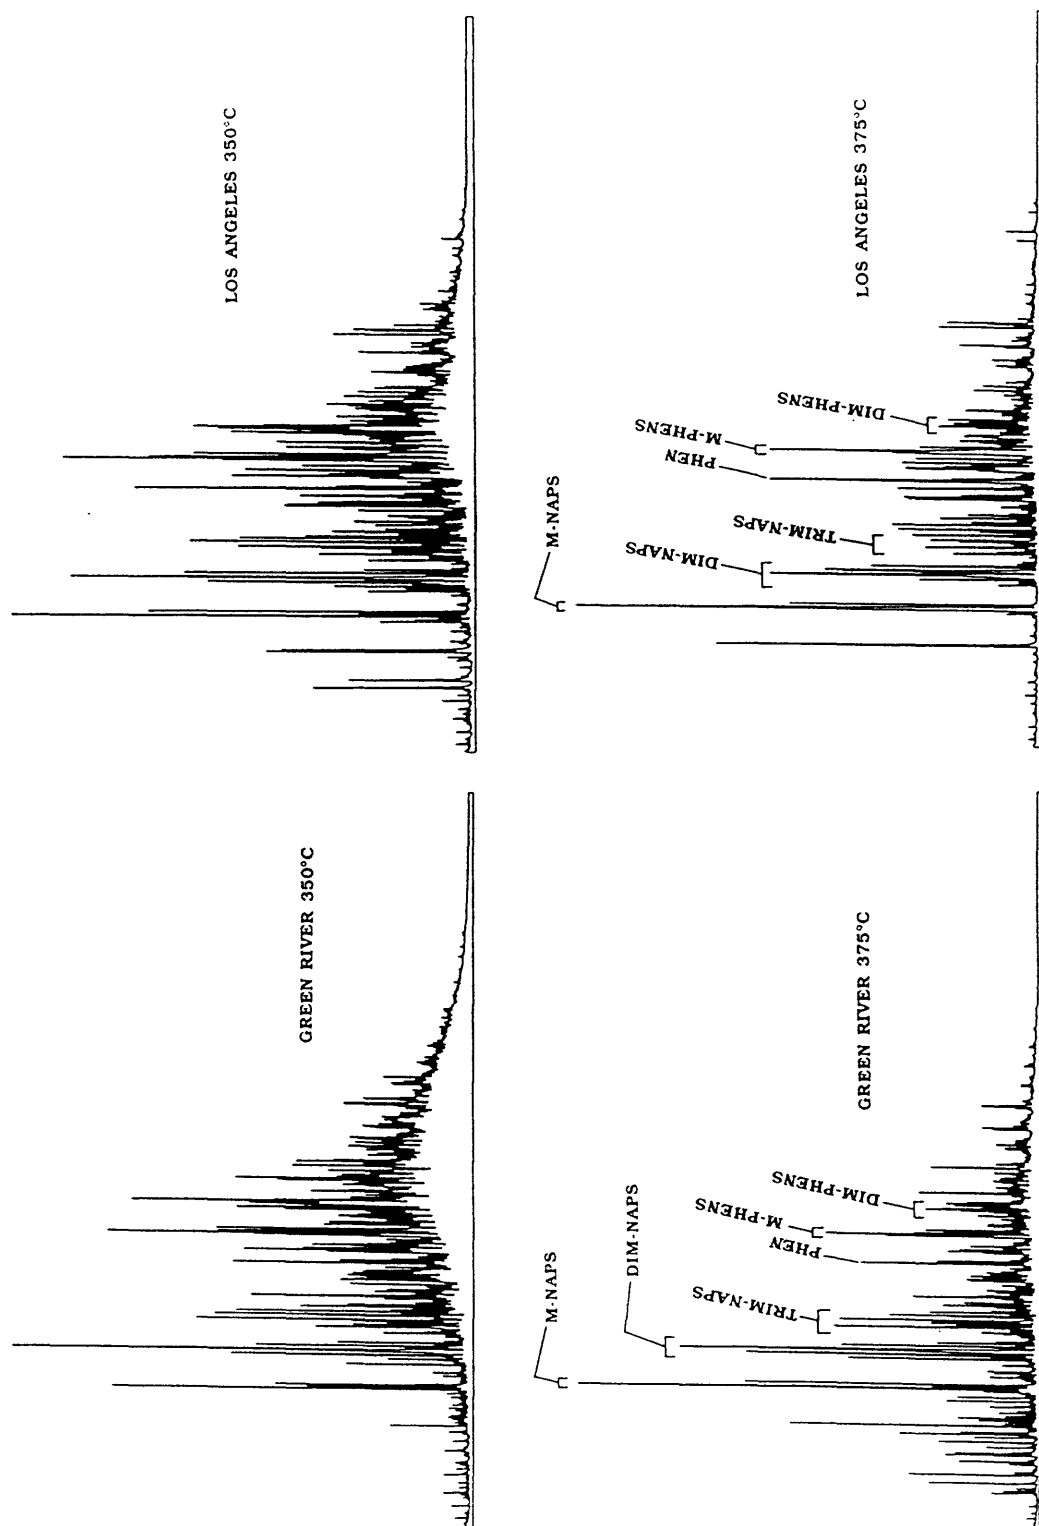 GREEN RIVER 350°C
LOS ANGELES 350°C
GREEN RIVER 375°C
M-NAPS
DIM-NAPS
TRIM-NAPS
PHEN
M-PHENS
DIM-PHENS
LOS ANGELES 375°C
M-NAPS
DIM-NAPS
TRIM-NAPS
PHEN
M-PHENS
DIM-PHENS